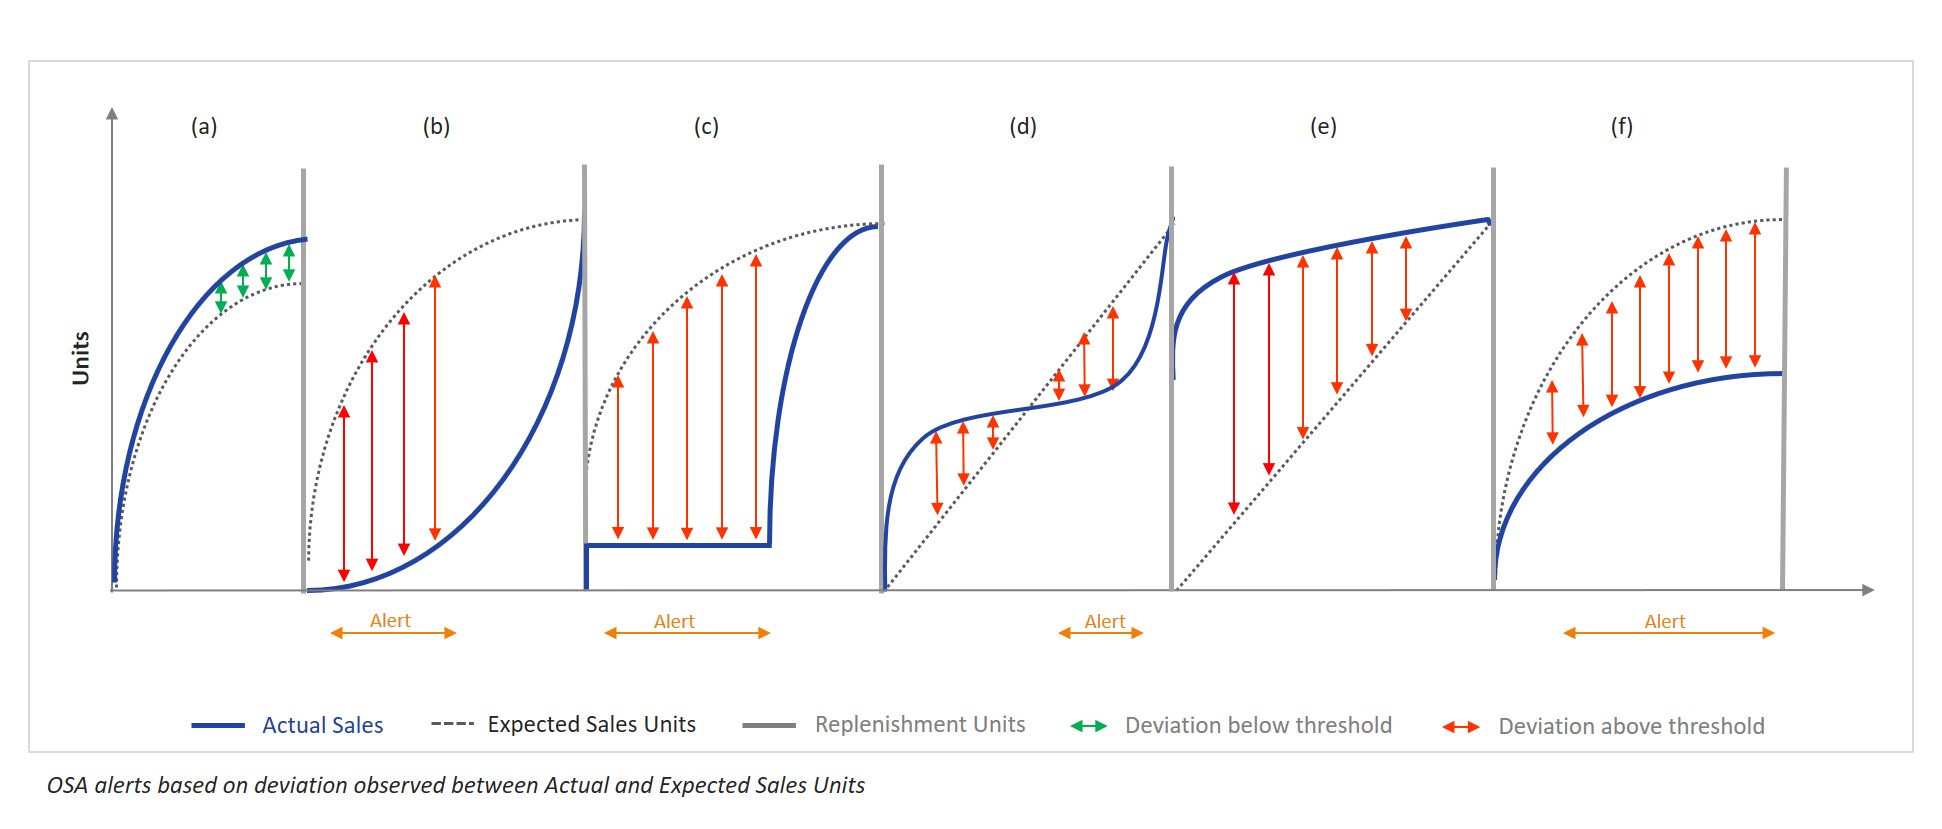 (a)
(b)
(c)
(d)
(e)
(f)
Units
Alert
Alert
Alert
Alert
Actual Sales
Expected Sales Units
Replenishment Units
Deviation below threshold
Deviation above threshold
OSA alerts based on deviation observed between Actual and Expected Sales Units